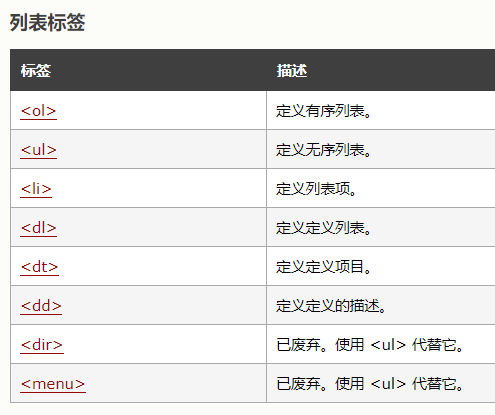 列表标签
标签 描述
<ol> 定义有序列表。
<ul> 定义无序列表。
<li> 定义列表项。
<dl> 定义定义列表。
<dt> 定义定义项目。
<dd> 定义定义的描述。
<dir> 已废弃。使用 <ul> 代替它。
<menu> 已废弃。使用 <ul> 代替它。